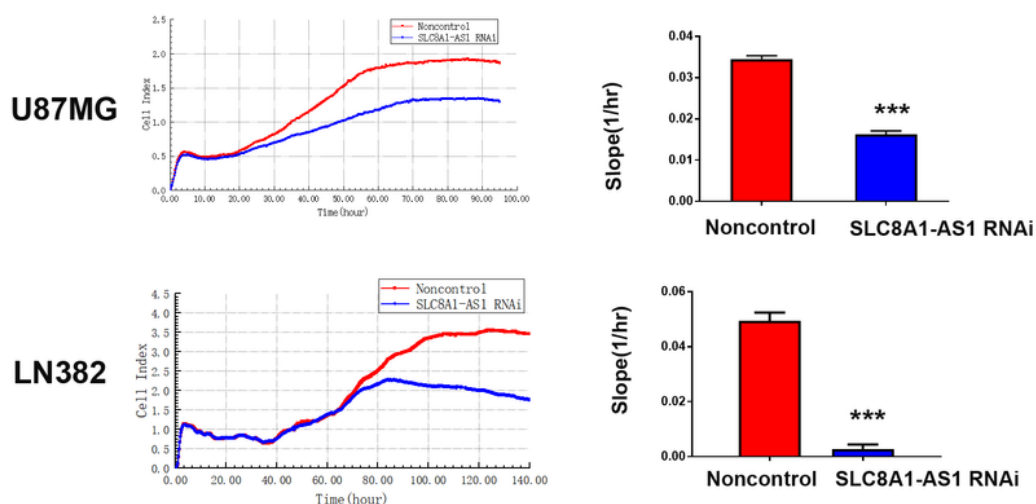 U87MG
2.5
2.0
1.5
1.0
0.5
0.0
Cell Index
Noncontrol
SLC8A1-AS1 RNAi
0.00 10.00 20.00 30.00 40.00 50.00 60.00 70.00 80.00 90.00 100.00
Time(hour)
0.04
0.03
0.02
0.01
0.00
Slope(1/hr)
***
Noncontrol SLC8A1-AS1 RNAi
LN382
4.5
4.0
3.5
3.0
2.5
2.0
1.5
1.0
0.5
0.0
Cell Index
Noncontrol
SLC8A1-AS1 RNAi
0.00 20.00 40.00 60.00 80.00 100.00 120.00 140.00
Time(hour)
0.06
0.04
0.02
0.00
Slope(1/hr)
***
Noncontrol SLC8A1-AS1 RNAi